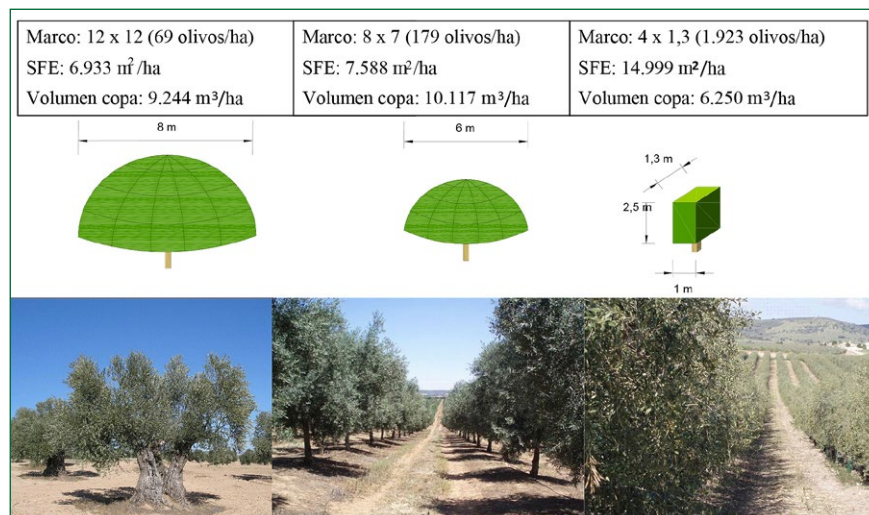 Marco: 12 x 12 (69 olivos/ha)
SFE: 6.933 m²/ha
Volumen copa: 9.244 m³/ha
Marco: 8 x 7 (179 olivos/ha)
SFE: 7.588 m²/ha
Volumen copa: 10.117 m³/ha
Marco: 4 x 1,3 (1.923 olivos/ha)
SFE: 14.999 m²/ha
Volumen copa: 6.250 m³/ha
8 m
6 m
1,3 m
2,5 m
1 m